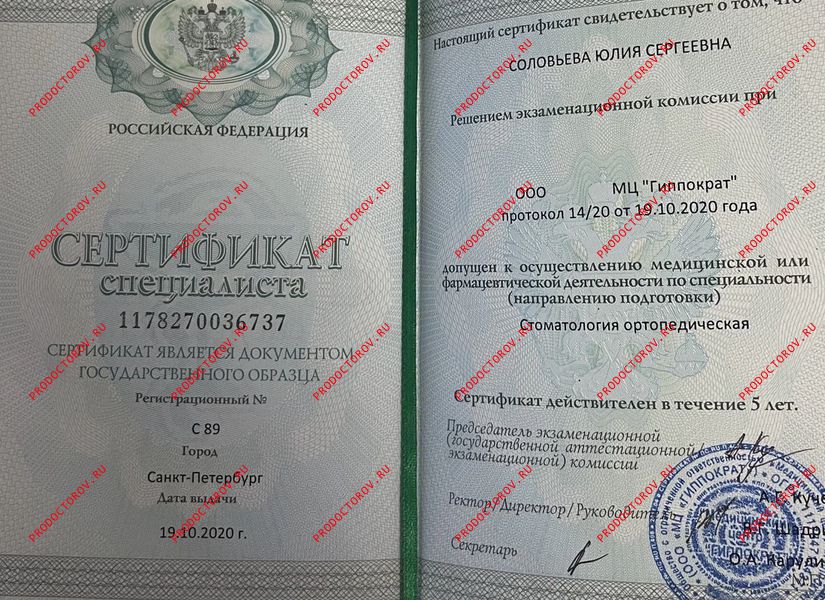 РОССИЙСКАЯ ФЕДЕРАЦИЯ
СЕРТИФИКАТ
специалиста
1178270036737
СЕРТИФИКАТ ЯВЛЯЕТСЯ ДОКУМЕНТОМ
ГОСУДАРСТВЕННОГО ОБРАЗЦА
Регистрационный №
С 89
Город
Санкт-Петербург
Дата выдачи
19.10.2020 г.
Настоящий сертификат свидетельствует о том, что
СОЛОВЬЕВА ЮЛИЯ СЕРГЕЕВНА
Решением экзаменационной комиссии при
ООО МЦ "Гиппократ"
протокол 14/20 от 19.10.2020 года
допущен к осуществлению медицинской или
фармацевтической деятельности по специальности
(направлению подготовки)
Стоматология ортопедическая
Сертификат действителен в течение 5 лет.
Председатель экзаменационной
(государственной аттестационной/
экзаменационной) комиссии
Ректор/Директор/Руководитель
Секретарь
PRODOCTOROV.RU